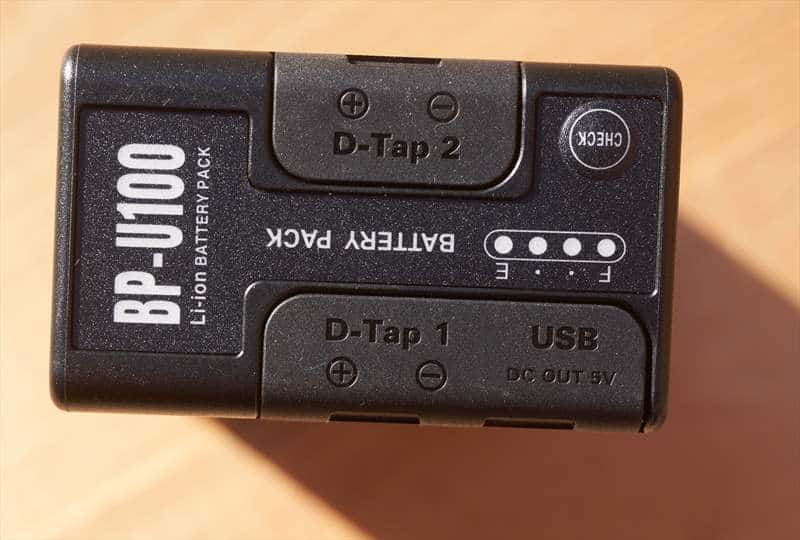 D-Tap 2
CHECK
BP-U100
Li-ion BATTERY PACK
BATTERY PACK
E F
D-Tap 1
USB
DC OUT 5V